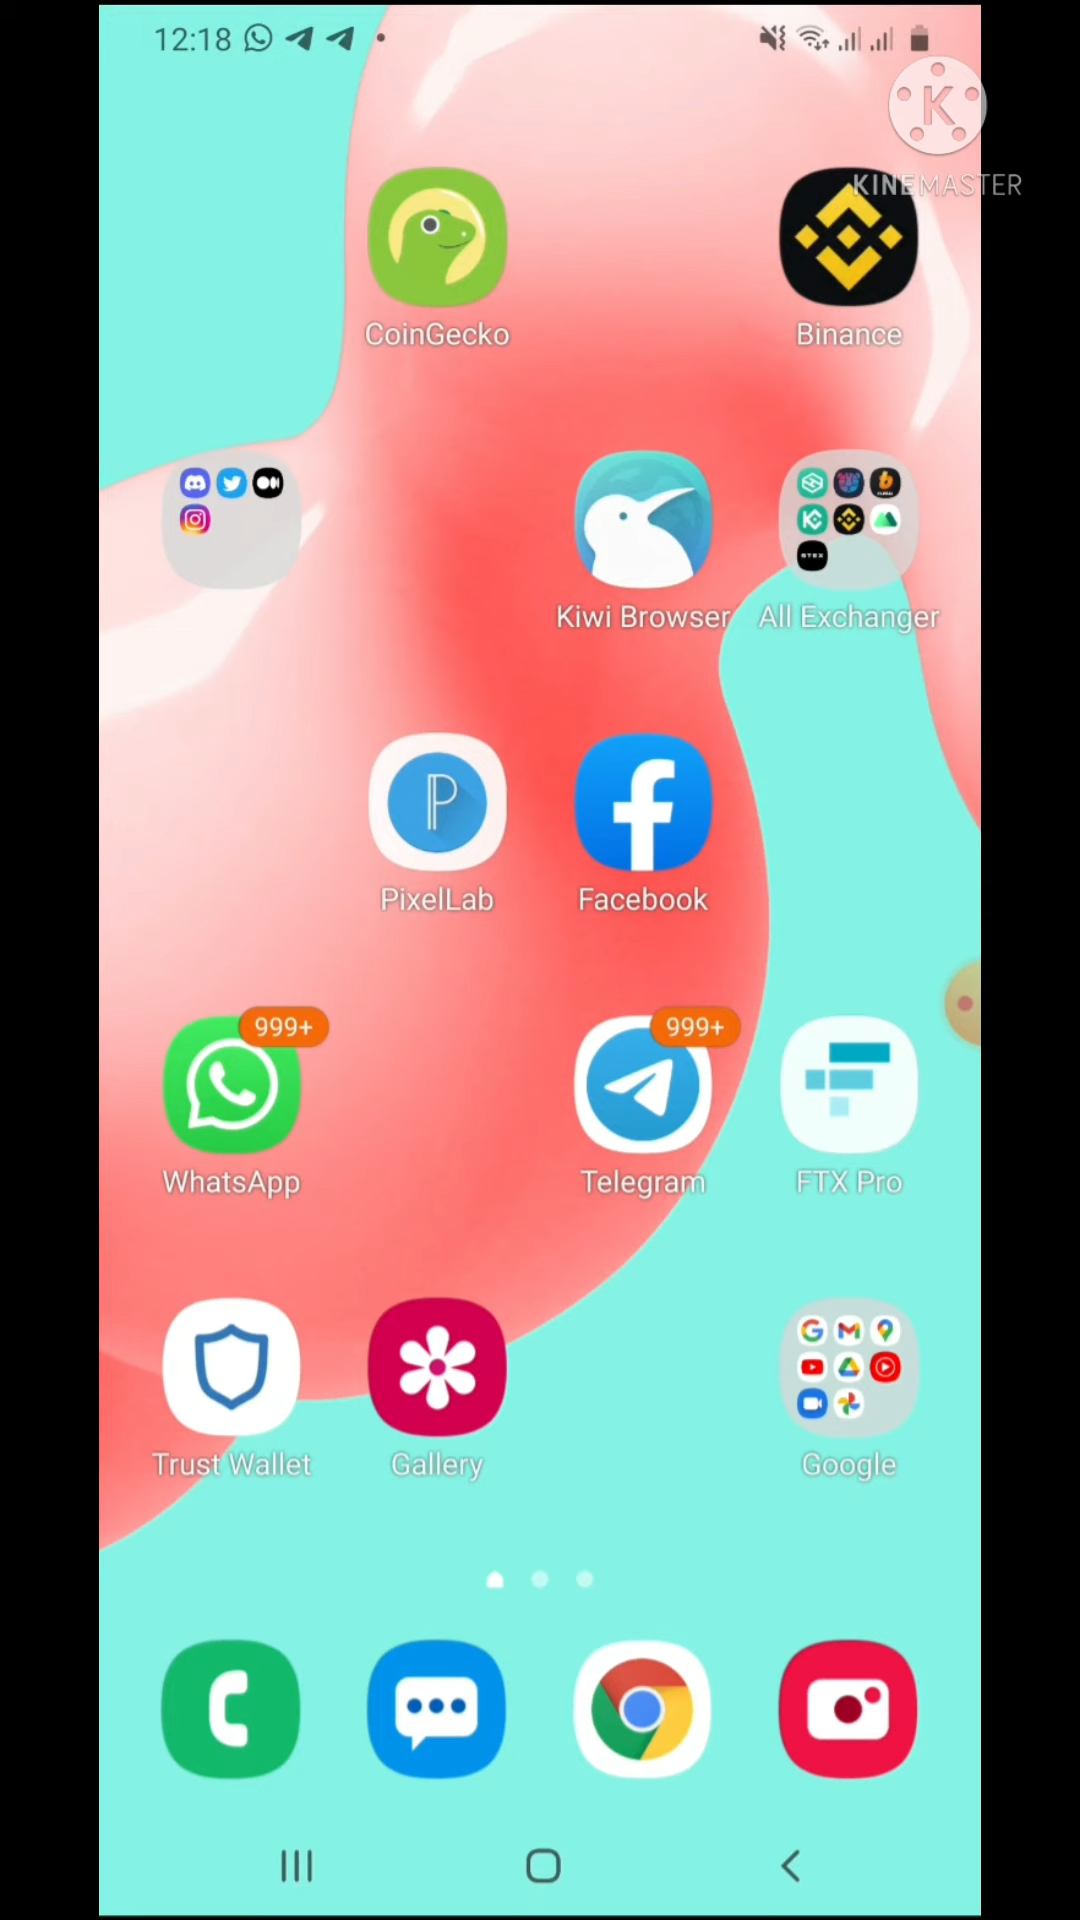 12:18
K
KINEMASTER
CoinGecko
Binance
Kiwi Browser
All Exchanger
PixelLab
Facebook
999+
999+
WhatsApp
Telegram
FTX Pro
Trust Wallet
Gallery
Google